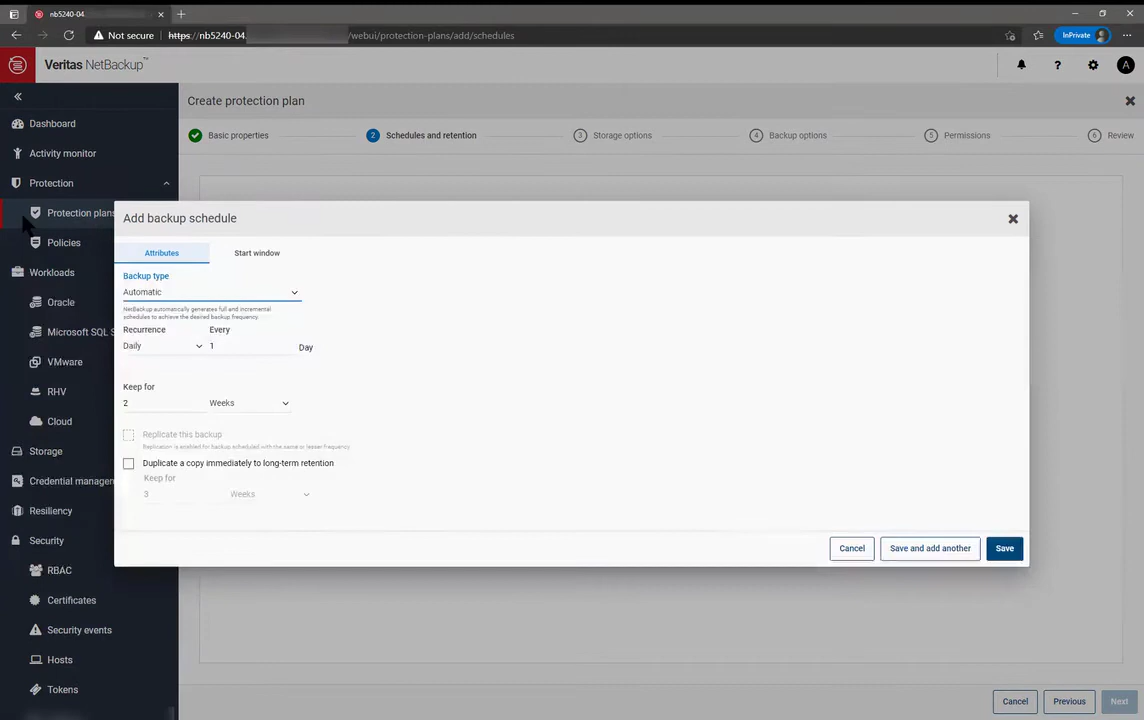 nb5240-04.
Not secure
https://nb5240-04.
/webui/protection-plans/add/schedules
InPrivate
Veritas NetBackup™
?
A
Dashboard
Activity monitor
Protection
Protection plans
Policies
Workloads
Oracle
Microsoft SQL S
VMware
RHV
Cloud
Storage
Credential managem
Resiliency
Security
RBAC
Certificates
Security events
Hosts
Tokens
Create protection plan
Basic properties
2 Schedules and retention
3 Storage options
4 Backup options
5 Permissions
6 Review
Add backup schedule
Attributes
Start window
Backup type
Automatic
NetBackup automatically generates full and incremental
schedules to achieve the desired backup frequency.
Recurrence Every
Daily 1 Day
Keep for
2 Weeks
Replicate this backup
Replication is enabled for backup scheduled with the same or lesser frequency
Duplicate a copy immediately to long-term retention
Keep for
3 Weeks
Cancel
Save and add another
Save
Cancel
Previous
Next